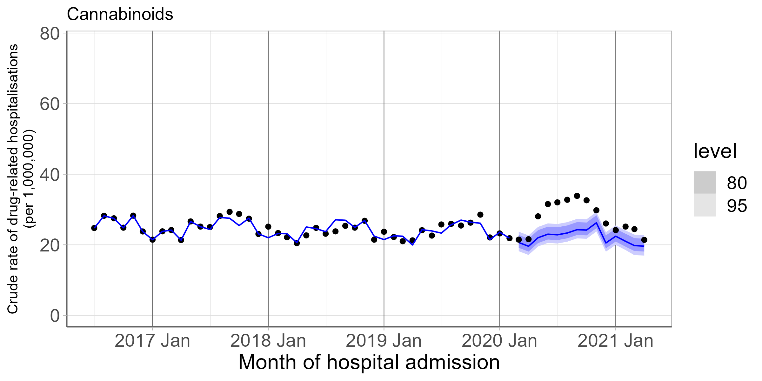 Cannabinoids
Crude rate of drug-related hospitalisations
(per 1,000,000)
80
60
40
20
0
2017 Jan
2018 Jan
2019 Jan
2020 Jan
2021 Jan
Month of hospital admission
level
80
95